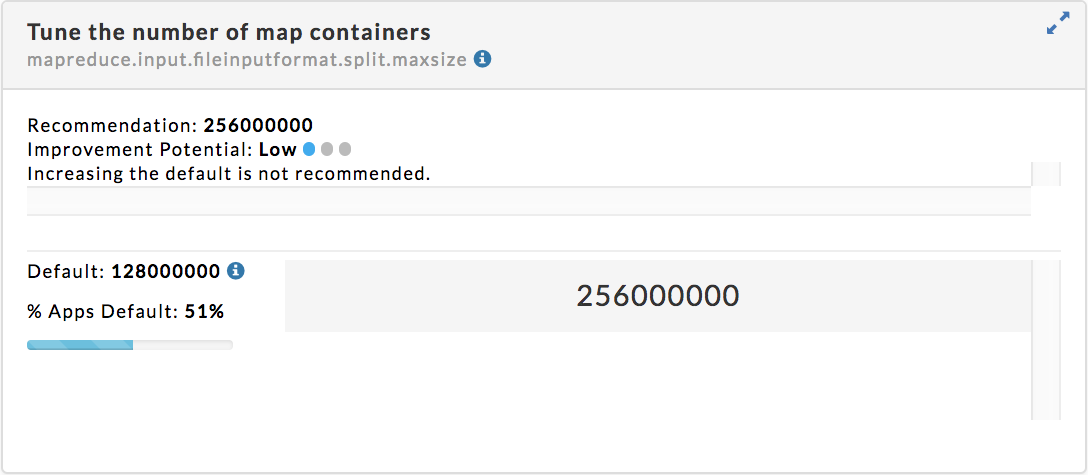 Tune the number of map containers
mapreduce.input.fileinputformat.split.maxsize
Recommendation: 256000000
Improvement Potential: Low
Increasing the default is not recommended.
Default: 128000000
256000000
% Apps Default: 51%